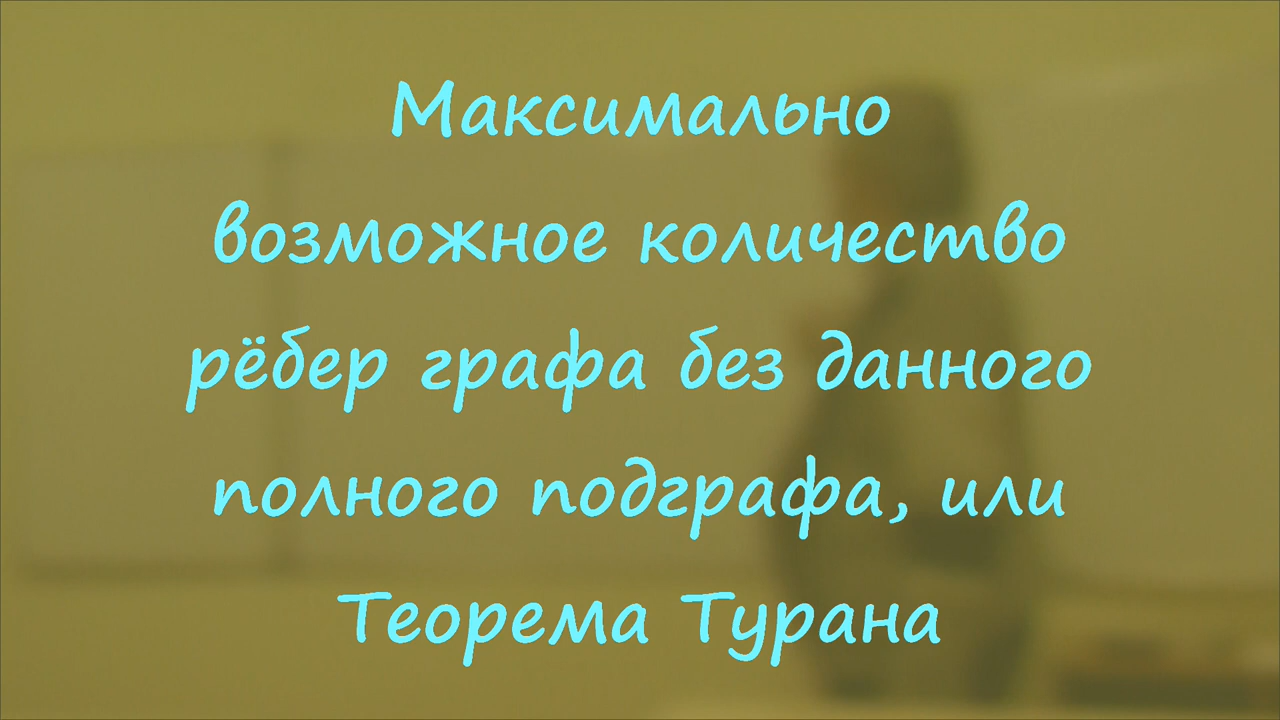 Максимально
возможное количество
рёбер графа без данного
полного подграфа, или
Теорема Турана